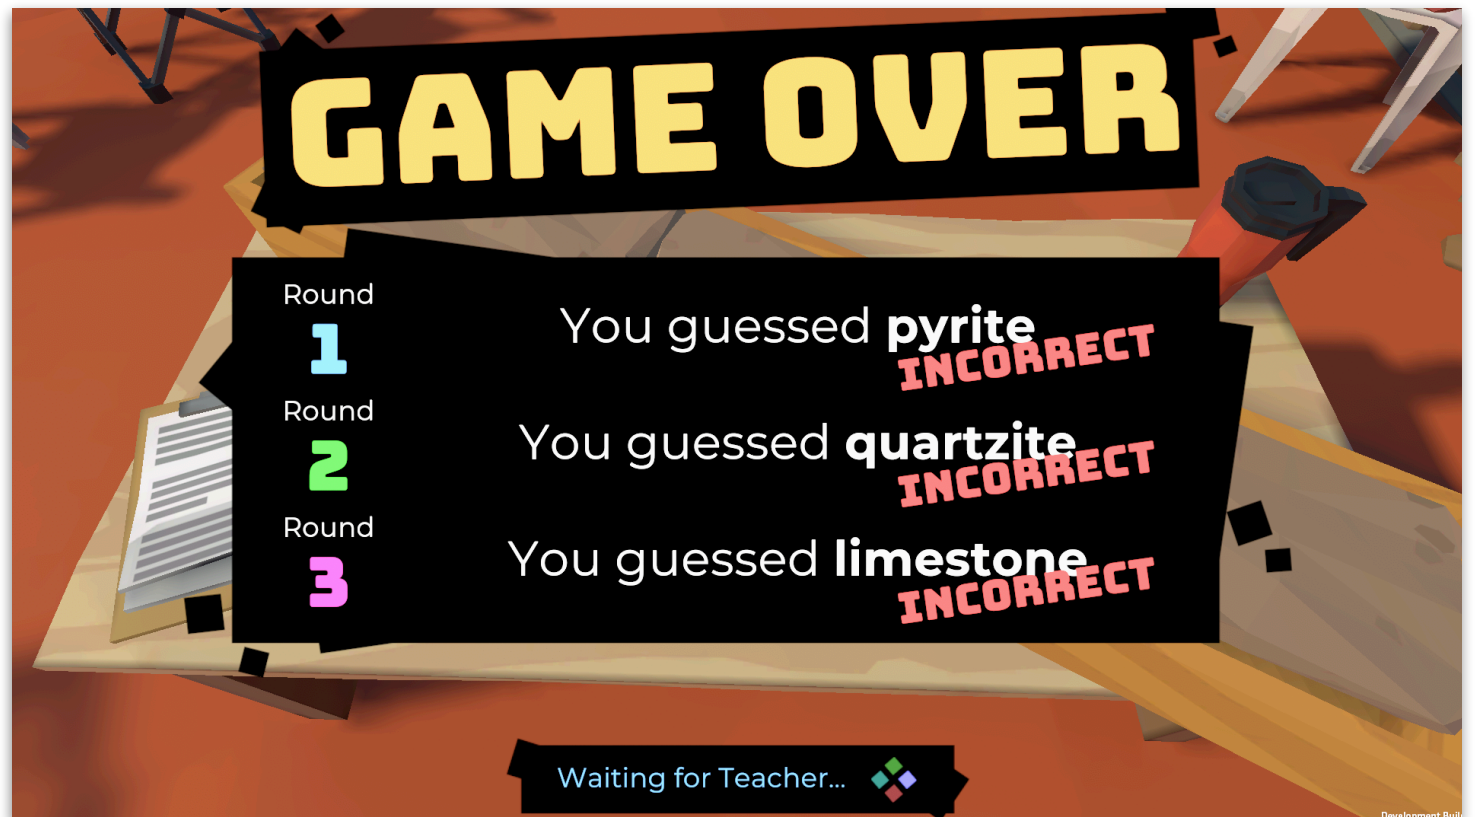 GAME OVER
Round
1
You guessed pyrite
INCORRECT
Round
2
You guessed quartzite
INCORRECT
Round
3
You guessed limestone
INCORRECT
Waiting for Teacher...
Development